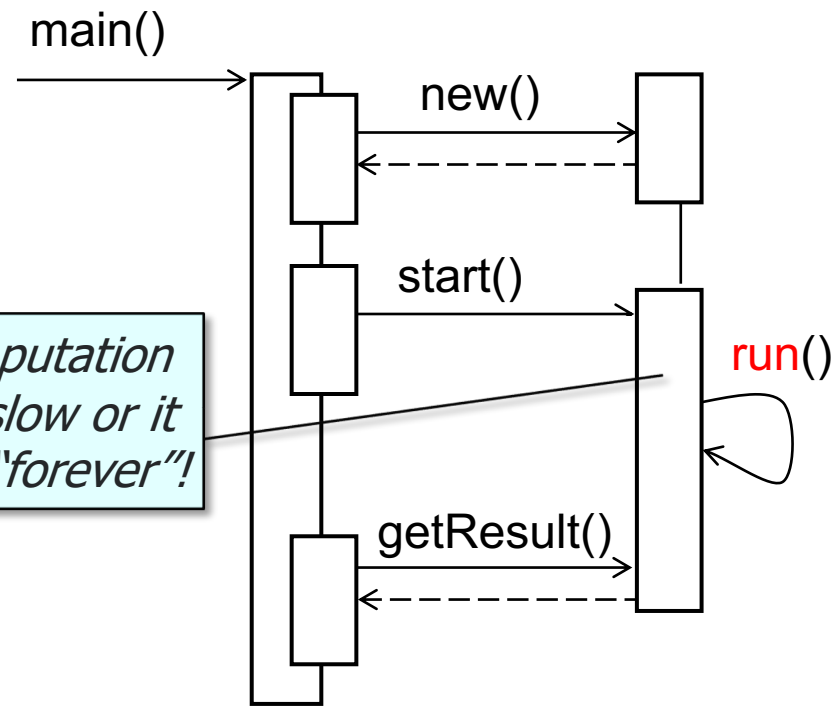 main()
new()
start()
putation
slow or it
“forever”!
run()
getResult()